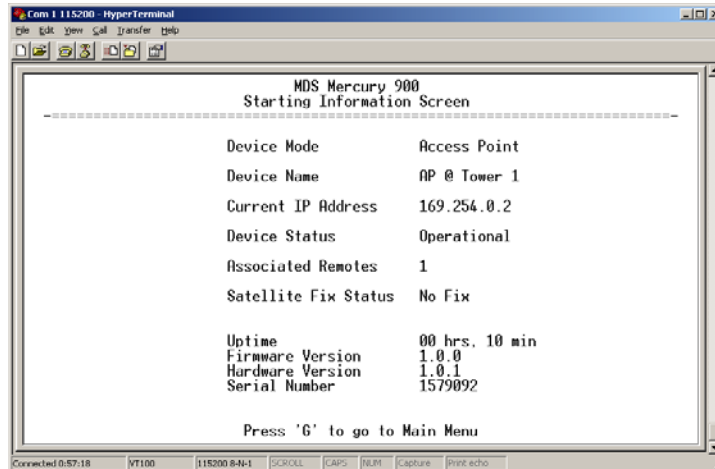 Com 1 115200 - HyperTerminal
File Edit View Call Transfer Help
MDS Mercury 900
Starting Information Screen
Device Mode Access Point
Device Name AP @ Tower 1
Current IP Address 169.254.0.2
Device Status Operational
Associated Remotes 1
Satellite Fix Status No Fix
Uptime 00 hrs, 10 min
Firmware Version 1.0.0
Hardware Version 1.0.1
Serial Number 1579092
Press 'G' to go to Main Menu
Connected 0:57:18 VT100 115200 8-N-1 SCROLL CAPS NUM Capture Print echo